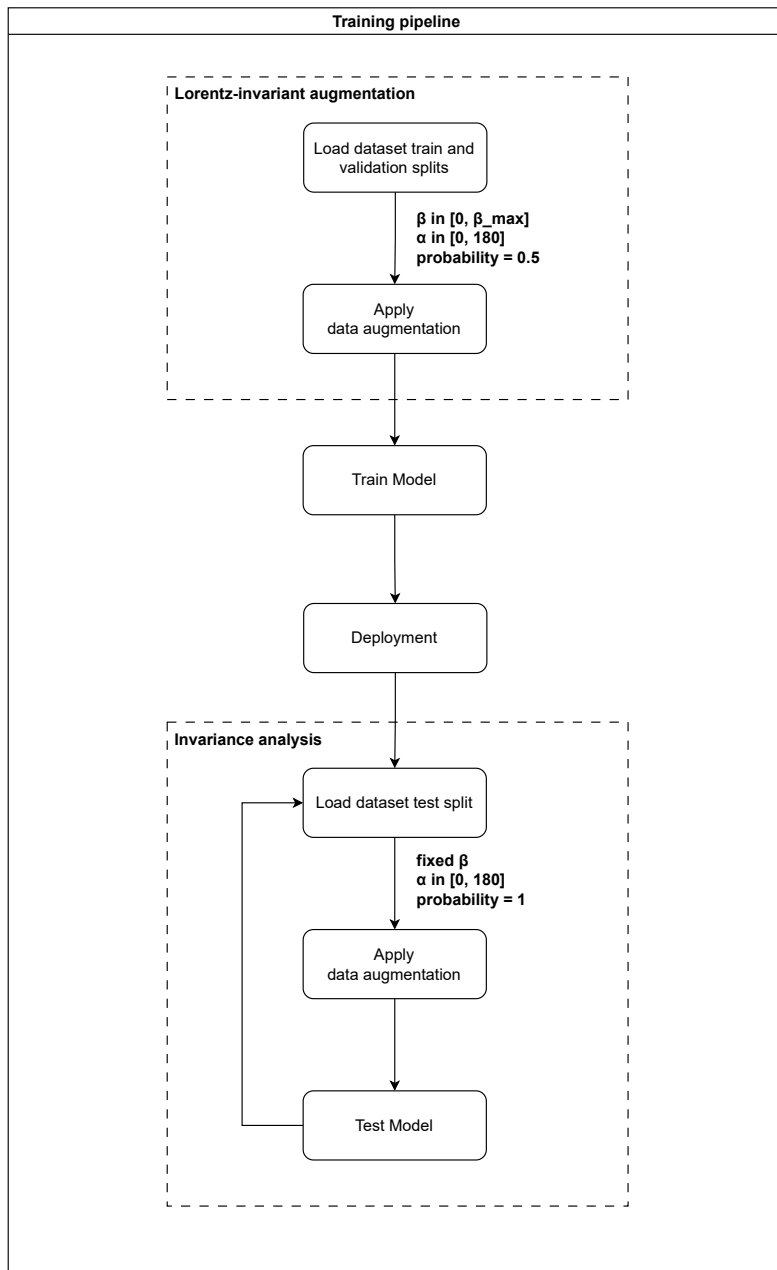 Training pipeline
Lorentz-invariant augmentation
Load dataset train and
validation splits
β in [0, β_max]
α in [0, 180]
probability = 0.5
Apply
data augmentation
Train Model
Deployment
Invariance analysis
Load dataset test split
fixed β
α in [0, 180]
probability = 1
Apply
data augmentation
Test Model